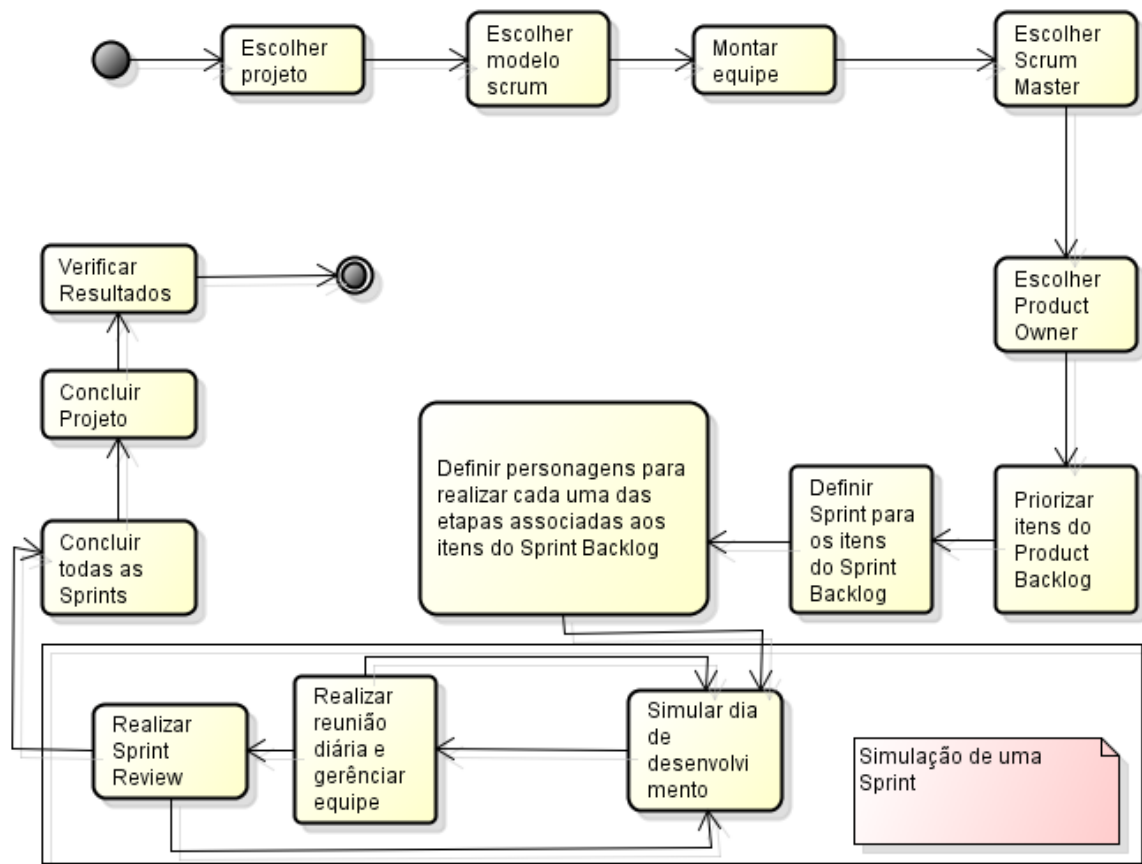 Escolher
projeto
Escolher
modelo
scrum
Montar
equipe
Escolher
Scrum
Master
Escolher
Product
Owner
Priorizar
itens do
Product
Backlog
Definir
Sprint para
os itens
do Sprint
Backlog
Definir personagens para
realizar cada uma das
etapas associadas aos
itens do Sprint Backlog
Simular dia
de
desenvolvi
mento
Realizar
reunião
diária e
gerênciar
equipe
Realizar
Sprint
Review
Simulação de uma
Sprint
Concluir
todas as
Sprints
Concluir
Projeto
Verificar
Resultados